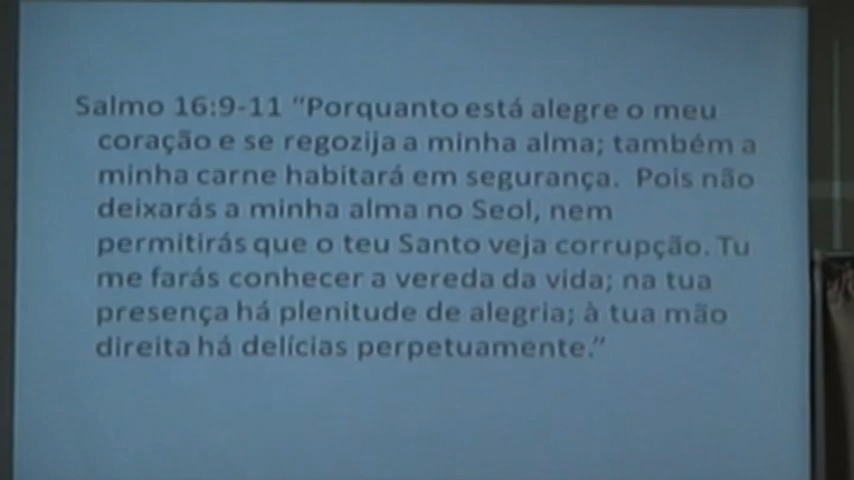 Salmo 16:9-11 “Porquanto está alegre o meu
coração e se regozija a minha alma; também a
minha carne habitará em segurança. Pois não
deixarás a minha alma no Seol, nem
permitirás que o teu Santo veja corrupção. Tu
me farás conhecer a vereda da vida; na tua
presença há plenitude de alegria; à tua mão
direita há delícias perpetuamente.”